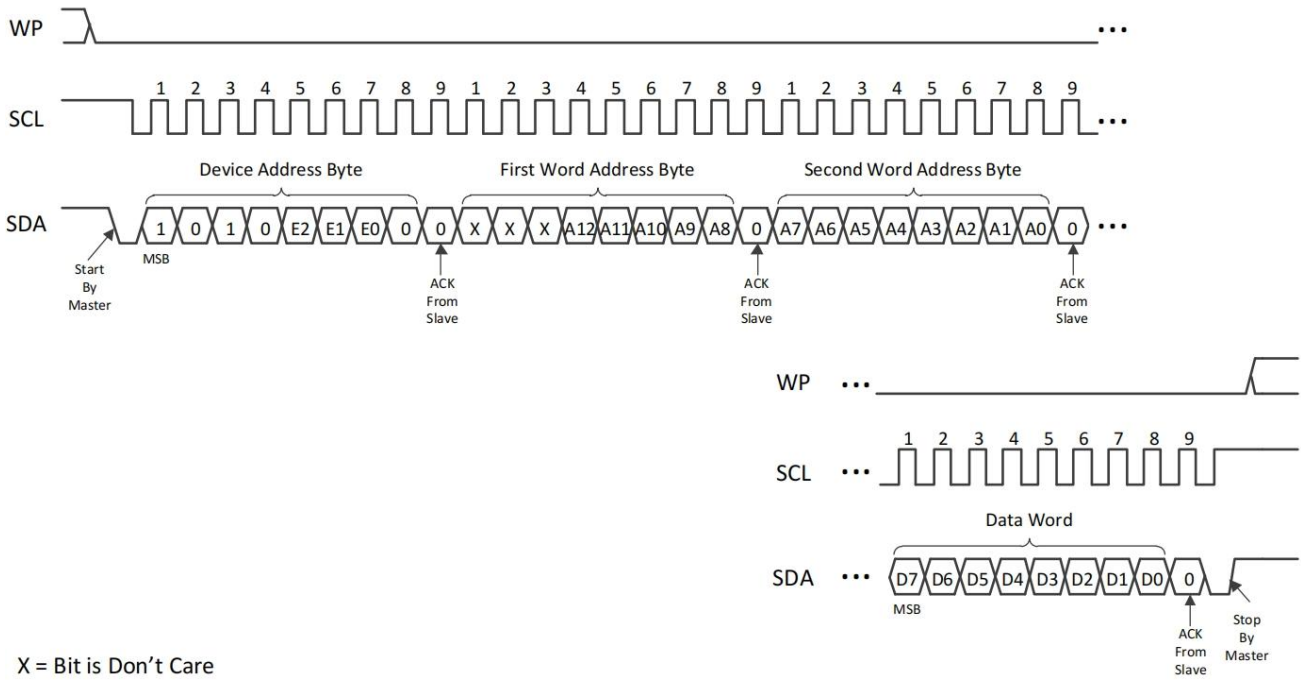 WP
•••
1 2 3 4 5 6 7 8 9 1 2 3 4 5 6 7 8 9 1 2 3 4 5 6 7 8 9
SCL
•••
Device Address Byte First Word Address Byte Second Word Address Byte
SDA 1 0 1 0 E2 E1 E0 0 0 X X X A12 A11 A10 A9 A8 0 A7 A6 A5 A4 A3 A2 A1 A0 0 •••
MSB
Start
By
Master
ACK
From
Slave
ACK
From
Slave
ACK
From
Slave
WP •••
1 2 3 4 5 6 7 8 9
SCL •••
Data Word
SDA ••• D7 D6 D5 D4 D3 D2 D1 D0 0
MSB
ACK
From
Slave
Stop
By
Master
X = Bit is Don’t Care